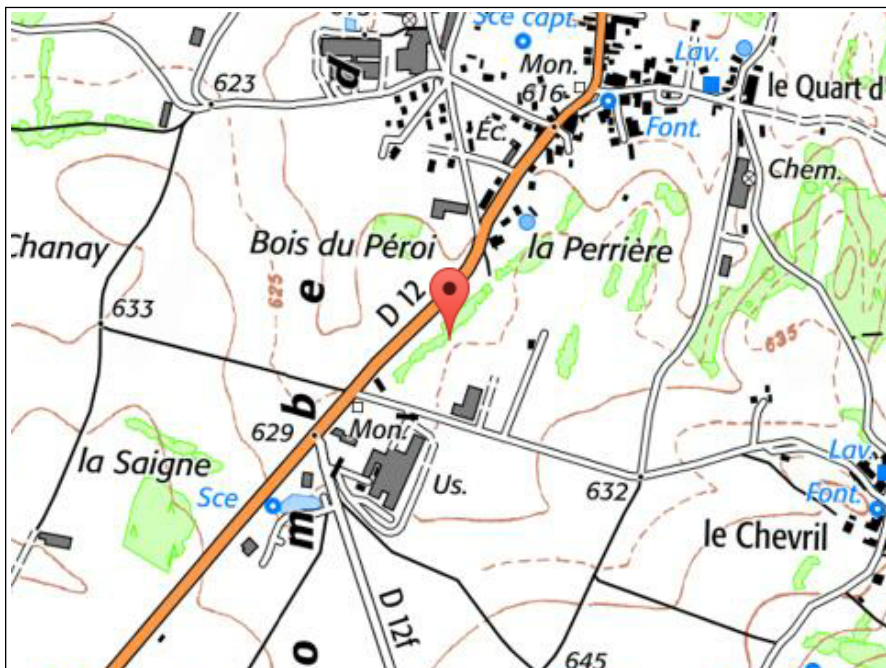 Sce capt.
Lav.
Mon.
623
d
616
le Quart d
Font.
Éc.
Chem.
Chanay
Bois du Péroi
la Perrière
625
e
D 12
633
635
b
Mon.
629
la Saigne
Lav.
Us.
Sce
632
Font.
m
le Chevril
D 12f
o
645